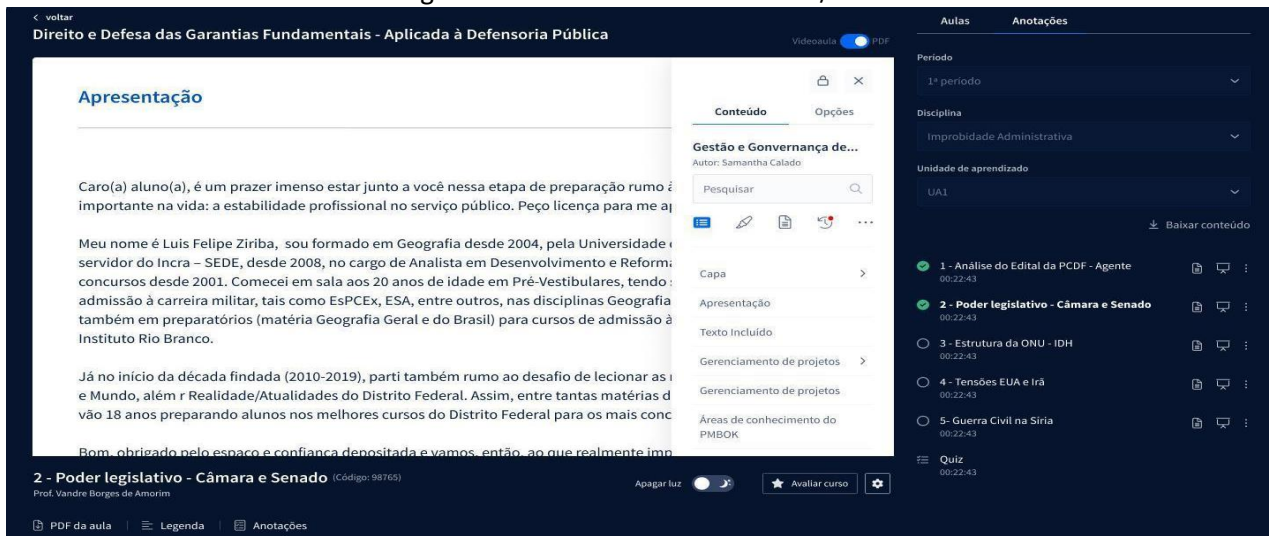 < voltar
Direito e Defesa das Garantias Fundamentais - Aplicada à Defensoria Pública
Videoaula PDF
Apresentação
Caro(a) aluno(a), é um prazer imenso estar junto a você nessa etapa de preparação rumo
importante na vida: a estabilidade profissional no serviço público. Peço licença para me
Meu nome é Luis Felipe Ziriba, sou formado em Geografia desde 2004, pela Universidade
servidor do Incra – SEDE, desde 2008, no cargo de Analista em Desenvolvimento e
concursos desde 2001. Comecei em sala aos 20 anos de idade em Pré-Vestibulares, tendo
admissão à carreira militar, tais como EsPCEx, ESA, entre outros, nas disciplinas Geografia
também em preparatórios (matéria Geografia Geral e do Brasil) para cursos de admissão à
Instituto Rio Branco.
Já no início da década findada (2010-2019), parti também rumo ao desafio de lecionar as
e Mundo, além r Realidade/Atualidades do Distrito Federal. Assim, entre tantas matérias
vão 18 anos preparando alunos nos melhores cursos do Distrito Federal para os mais
Bom, obrigado pelo espaço e confiança depositada e vamos, então, ao que realmente
Conteúdo Opções
Gestão e Gonvernança de...
Autor: Samantha Calado
Pesquisar
Capa
Apresentação
Texto Incluído
Gerenciamento de projetos
Gerenciamento de projetos
Áreas de conhecimento do
PMBOK
2 - Poder legislativo - Câmara e Senado (Código: 98765)
Prof. Vandre Borges de Amorim
Apagar luz
Avaliar curso
PDF da aula
Legenda
Anotações
Aulas Anotações
Período
1º período
Disciplina
Improbidade Administrativa
Unidade de aprendizado
UA1
Baixar conteúdo
1 - Análise do Edital da PCDF - Agente
00:22:43
2 - Poder legislativo - Câmara e Senado
00:22:43
3 - Estrutura da ONU - IDH
00:22:43
4 - Tensões EUA e Irã
00:22:43
5- Guerra Civil na Síria
00:22:43
Quiz
00:22:43